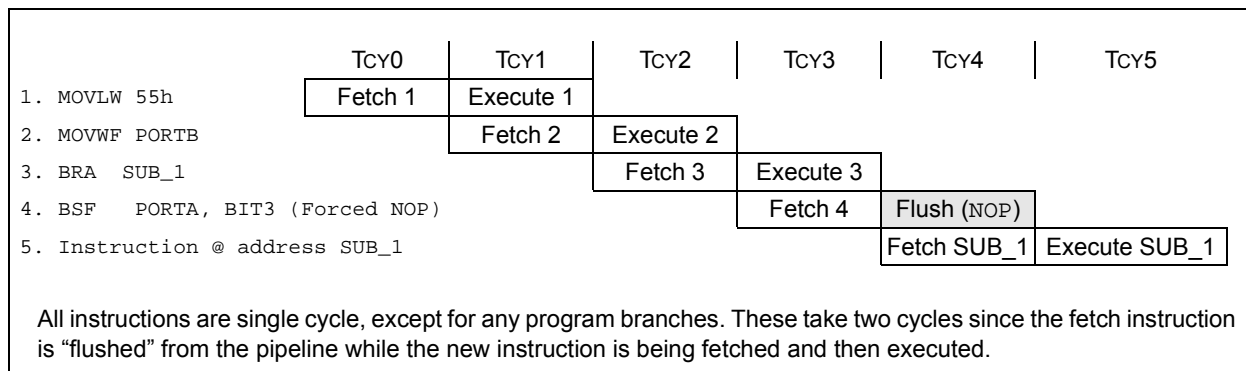 TCY0 TCY1 TCY2 TCY3 TCY4 TCY5
1. MOVLW 55h Fetch 1 Execute 1
2. MOVWF PORTB Fetch 2 Execute 2
3. BRA SUB_1 Fetch 3 Execute 3
4. BSF PORTA, BIT3 (Forced NOP) Fetch 4 Flush (NOP)
5. Instruction @ address SUB_1 Fetch SUB_1 Execute SUB_1
All instructions are single cycle, except for any program branches. These take two cycles since the fetch instruction
is “flushed” from the pipeline while the new instruction is being fetched and then executed.